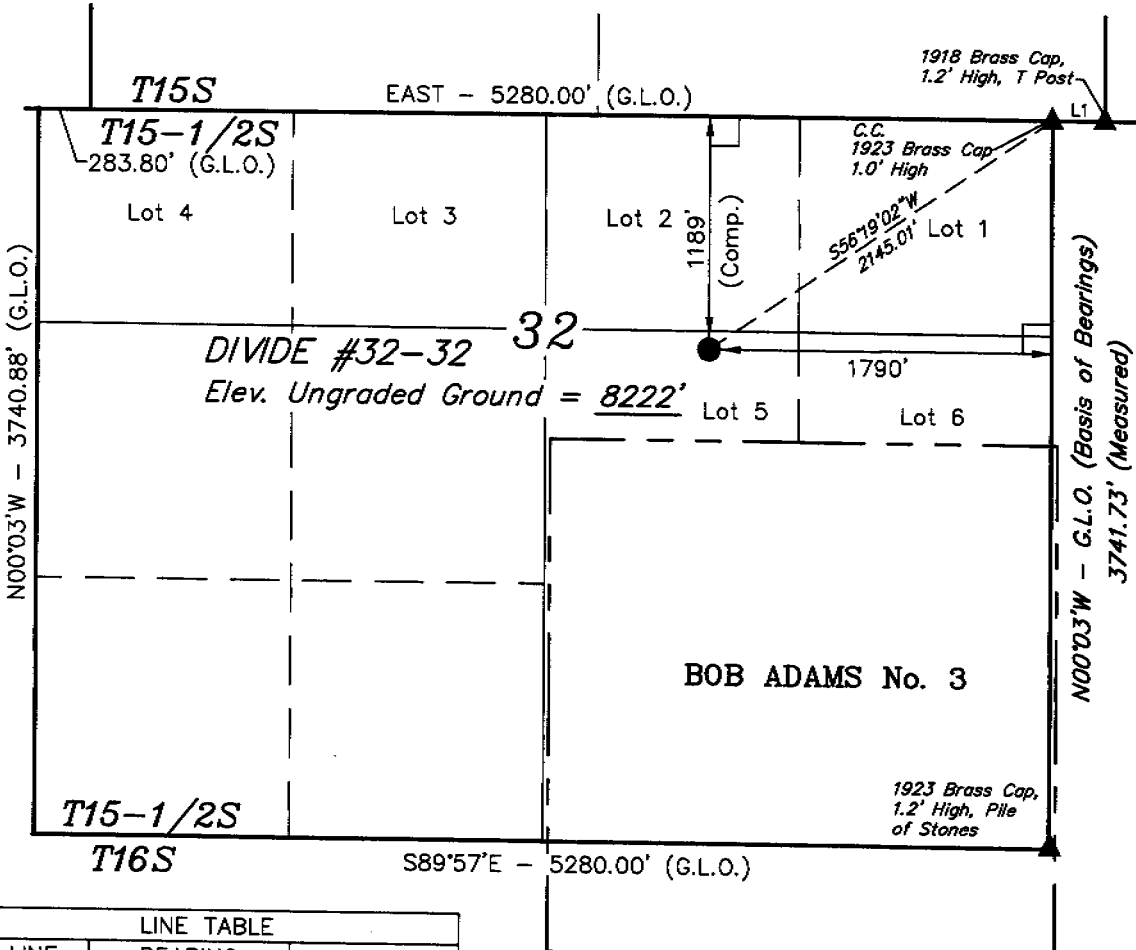 1918 Brass Cap,
1.2' High, T Post
T15S
EAST - 5280.00' (G.L.O.)
L1
T15-1/2S
283.80' (G.L.O.)
C.C.
1923 Brass Cap
1.0' High
Lot 4
Lot 3
Lot 2
1189'
(Comp.)
S56°19'02"W
2145.01'
Lot 1
N00°03'W - 3740.88' (G.L.O.)
32
DIVIDE #32-32
Elev. Ungraded Ground = 8222'
1790'
Lot 5
Lot 6
N00°03'W - G.L.O. (Basis of Bearings)
3741.73' (Measured)
BOB ADAMS No. 3
1923 Brass Cap,
1.2' High, Pile
of Stones
T15-1/2S
T16S
S89°57'E - 5280.00' (G.L.O.)
LINE TABLE